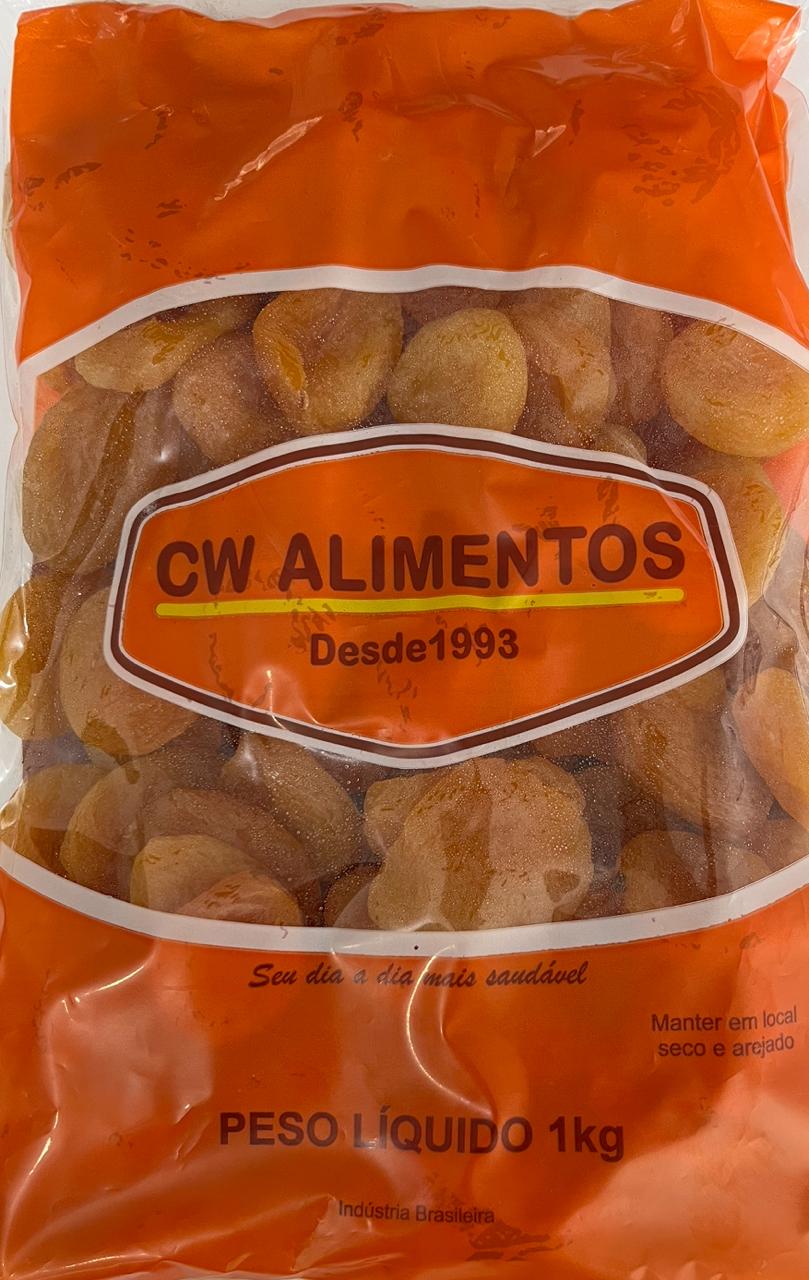 CW ALIMENTOS
Desde1993
Seu dia a dia mais saudável
Manter em local
seco e arejado
PESO LÍQUIDO 1kg
Indústria Brasileira